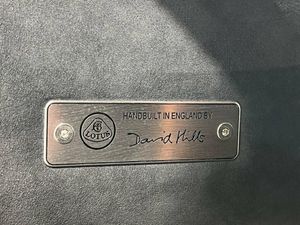 LOTUS
HANDBUILT IN ENGLAND BY
David Hills